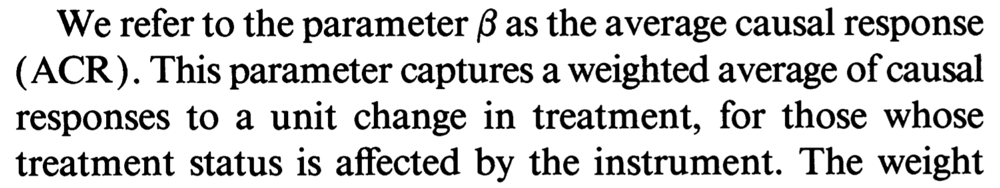 We refer to the parameter β as the average causal response
(ACR). This parameter captures a weighted average of causal
responses to a unit change in treatment, for those whose
treatment status is affected by the instrument. The weight